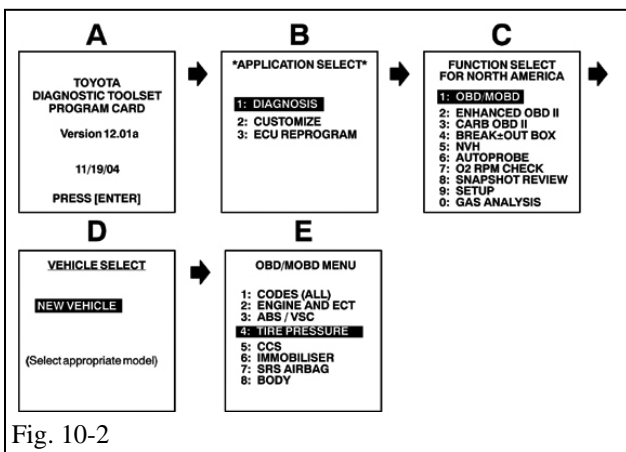 A
TOYOTA
DIAGNOSTIC TOOLSET
PROGRAM CARD
Version 12.01a
11/19/04
PRESS [ENTER]
B
*APPLICATION SELECT*
1: DIAGNOSIS
2: CUSTOMIZE
3: ECU REPROGRAM
C
FUNCTION SELECT
FOR NORTH AMERICA
1: OBD/MOBD
2: ENHANCED OBD II
3: CARB OBD II
4: BREAK±OUT BOX
5: NVH
6: AUTOPROBE
7: O2 RPM CHECK
8: SNAPSHOT REVIEW
9: SETUP
0: GAS ANALYSIS
D
VEHICLE SELECT
NEW VEHICLE
(Select appropriate model)
E
OBD/MOBD MENU
1: CODES (ALL)
2: ENGINE AND ECT
3: ABS / VSC
4: TIRE PRESSURE
5: CCS
6: IMMOBILISER
7: SRS AIRBAG
8: BODY
Fig. 10-2